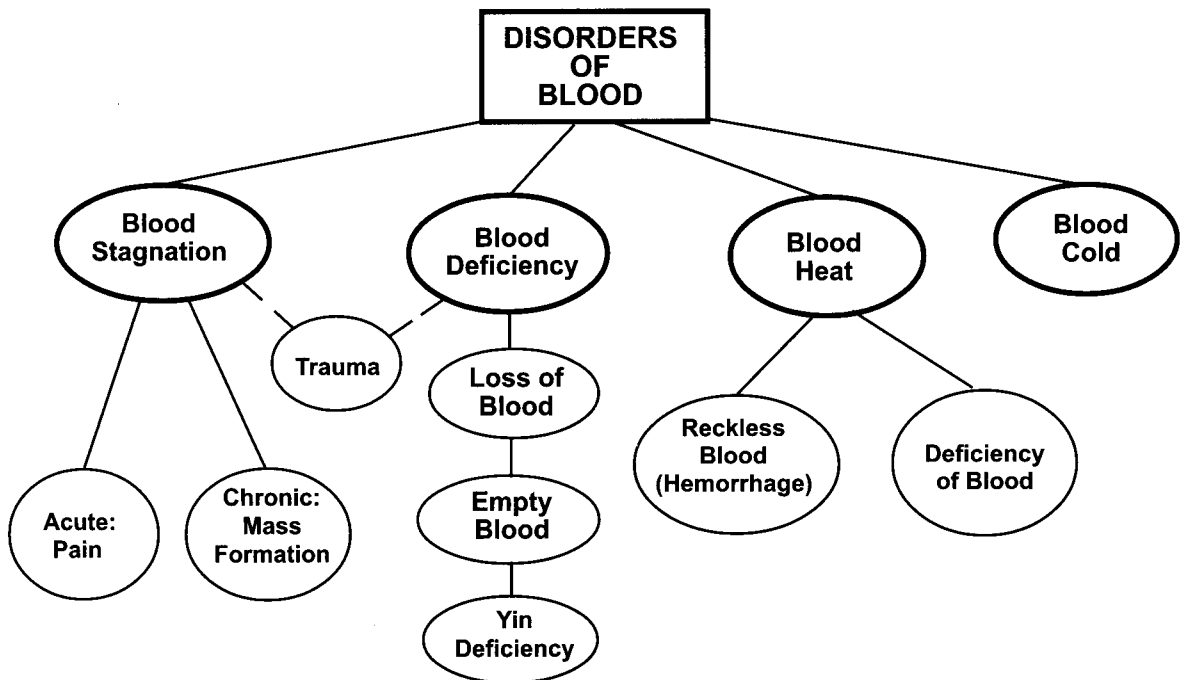 DISORDERS
OF
BLOOD
Blood
Stagnation
Blood
Deficiency
Blood
Heat
Blood
Cold
Trauma
Loss of
Blood
Reckless
Blood
(Hemorrhage)
Deficiency
of Blood
Acute:
Pain
Chronic:
Mass
Formation
Empty
Blood
Yin
Deficiency